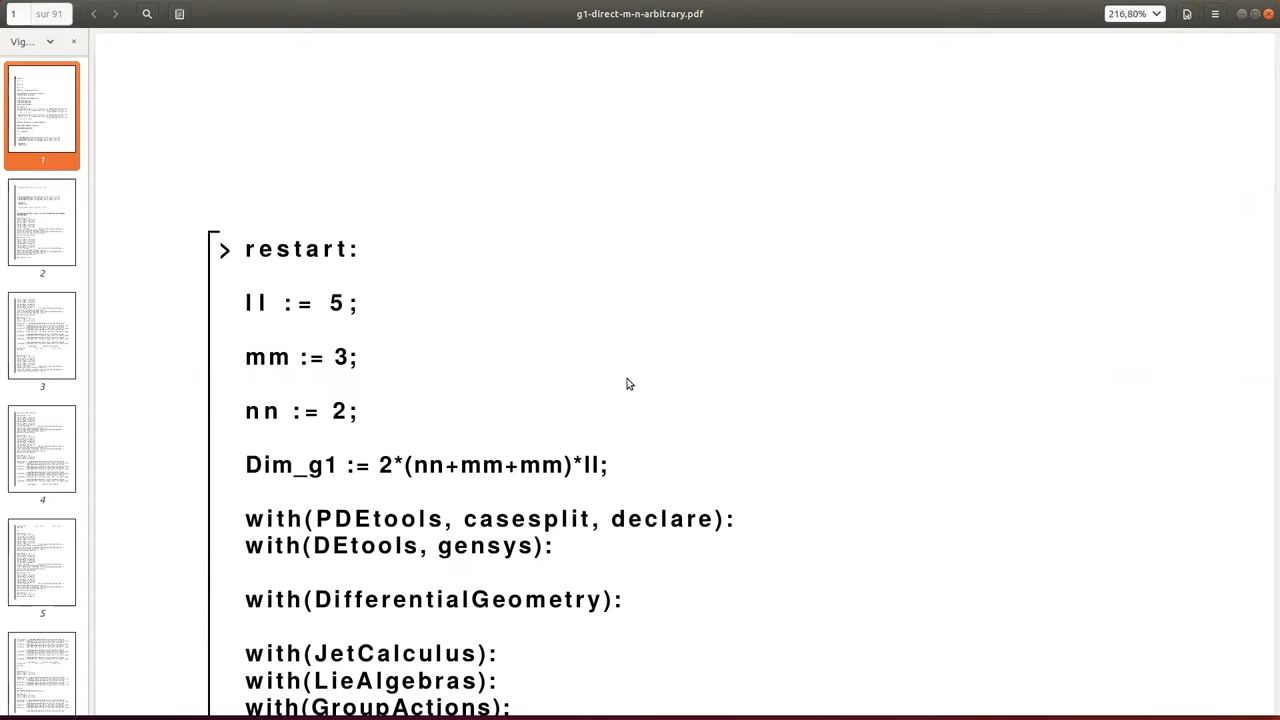 1 sur 91
g1-direct-m-n-arbitrary.pdf
216,80%
Vig...
1
2
3
4
5
> restart:
ll := 5;
mm := 3;
nn := 2;
Dim_g1 := 2*(nn+mm+mm)*ll;
with(PDEtools, casesplit, declare):
with(DEtools, gensys):
with(DifferentialGeometry):
with(JetCalculus):
with(LieAlgebras):
with(GroupActions):